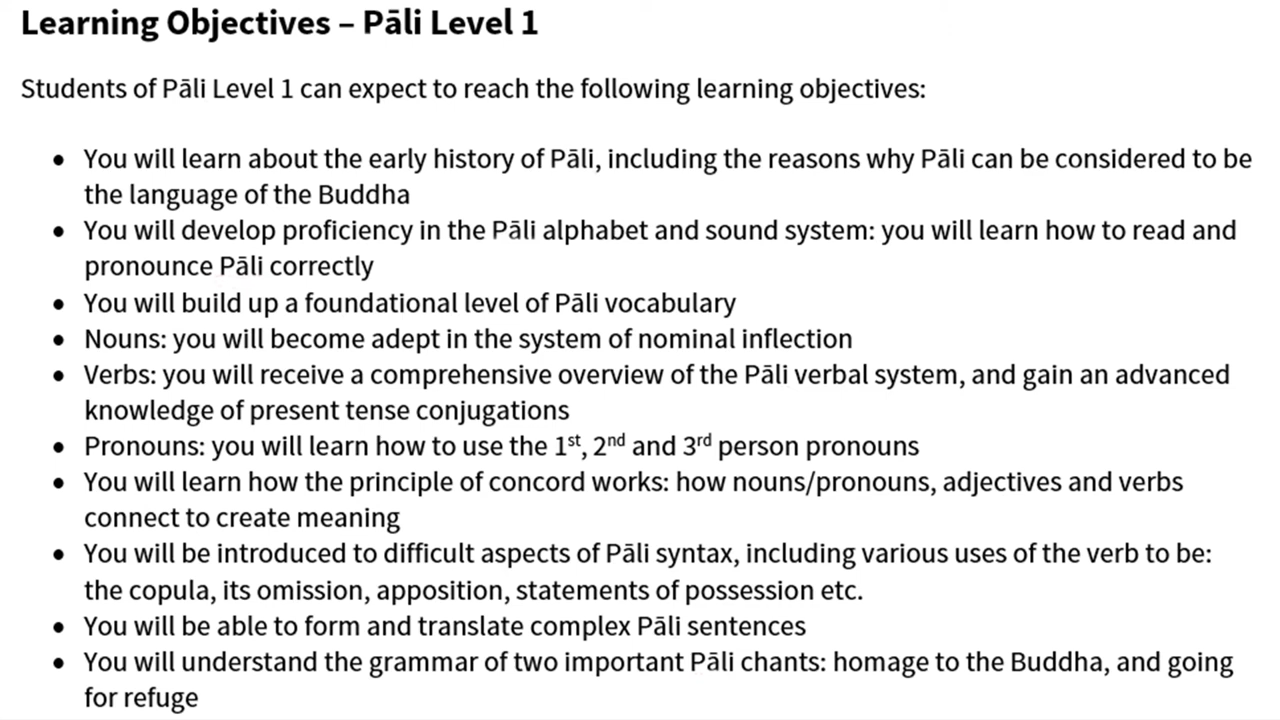 Learning Objectives – Pāli Level 1
Students of Pāli Level 1 can expect to reach the following learning objectives:
• You will learn about the early history of Pāli, including the reasons why Pāli can be considered to be
the language of the Buddha
• You will develop proficiency in the Pāli alphabet and sound system: you will learn how to read and
pronounce Pāli correctly
• You will build up a foundational level of Pāli vocabulary
• Nouns: you will become adept in the system of nominal inflection
• Verbs: you will receive a comprehensive overview of the Pāli verbal system, and gain an advanced
knowledge of present tense conjugations
• Pronouns: you will learn how to use the 1st, 2nd and 3rd person pronouns
• You will learn how the principle of concord works: how nouns/pronouns, adjectives and verbs
connect to create meaning
• You will be introduced to difficult aspects of Pāli syntax, including various uses of the verb to be:
the copula, its omission, apposition, statements of possession etc.
• You will be able to form and translate complex Pāli sentences
• You will understand the grammar of two important Pāli chants: homage to the Buddha, and going
for refuge